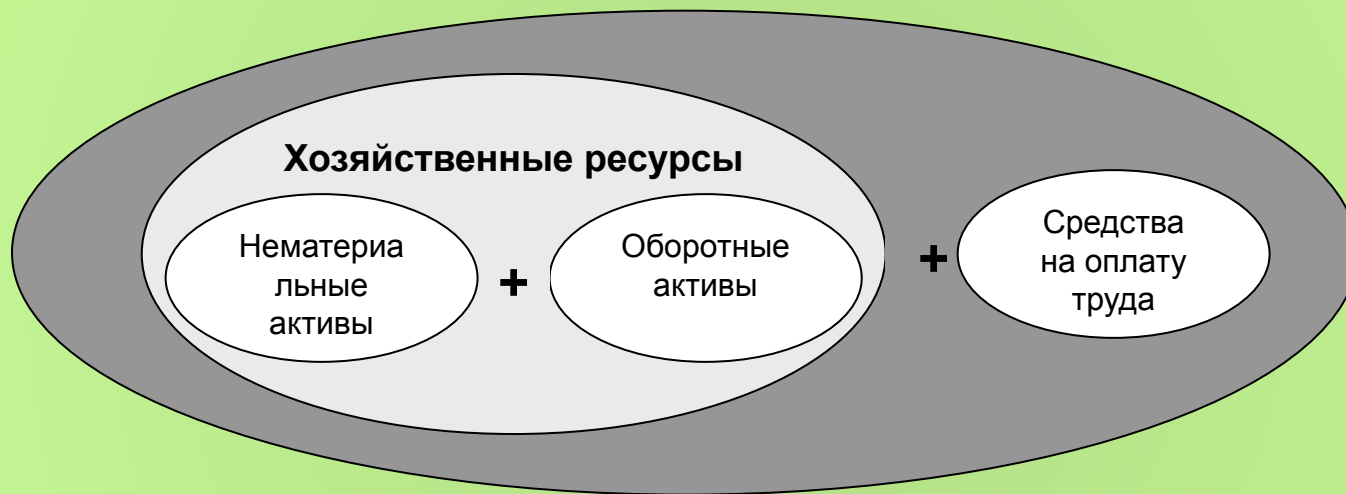 Хозяйственные ресурсы
Нематериа
льные
активы
+
Оборотные
активы
+
Средства
на оплату
труда